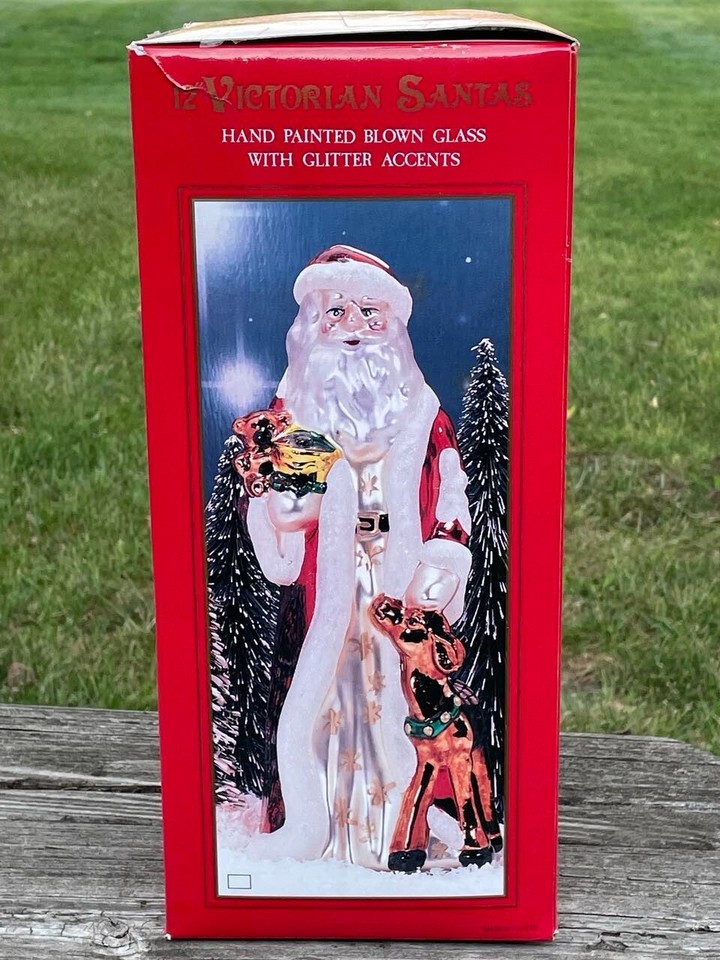 12" VICTORIAN SANTAS
HAND PAINTED BLOWN GLASS
WITH GLITTER ACCENTS